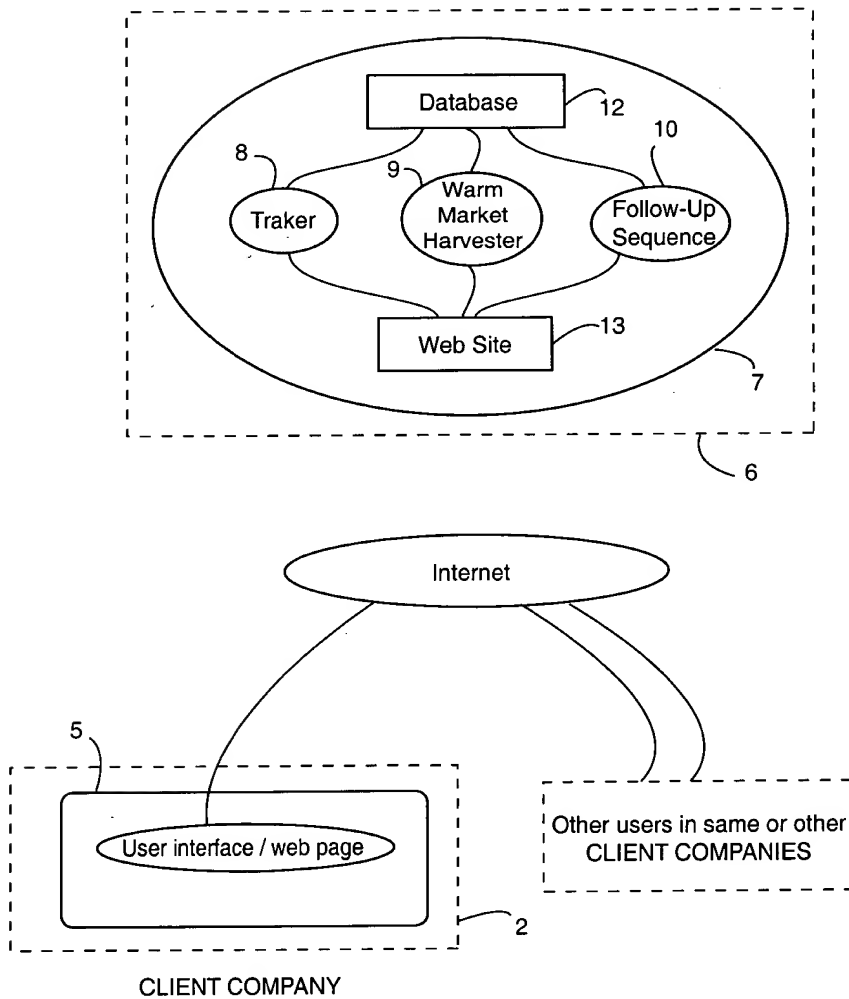 Database
12
10
8
9
Traker
Warm
Market
Harvester
Follow-Up
Sequence
Web Site
13
7
6
Internet
5
User interface / web page
Other users in same or other
CLIENT COMPANIES
2
CLIENT COMPANY